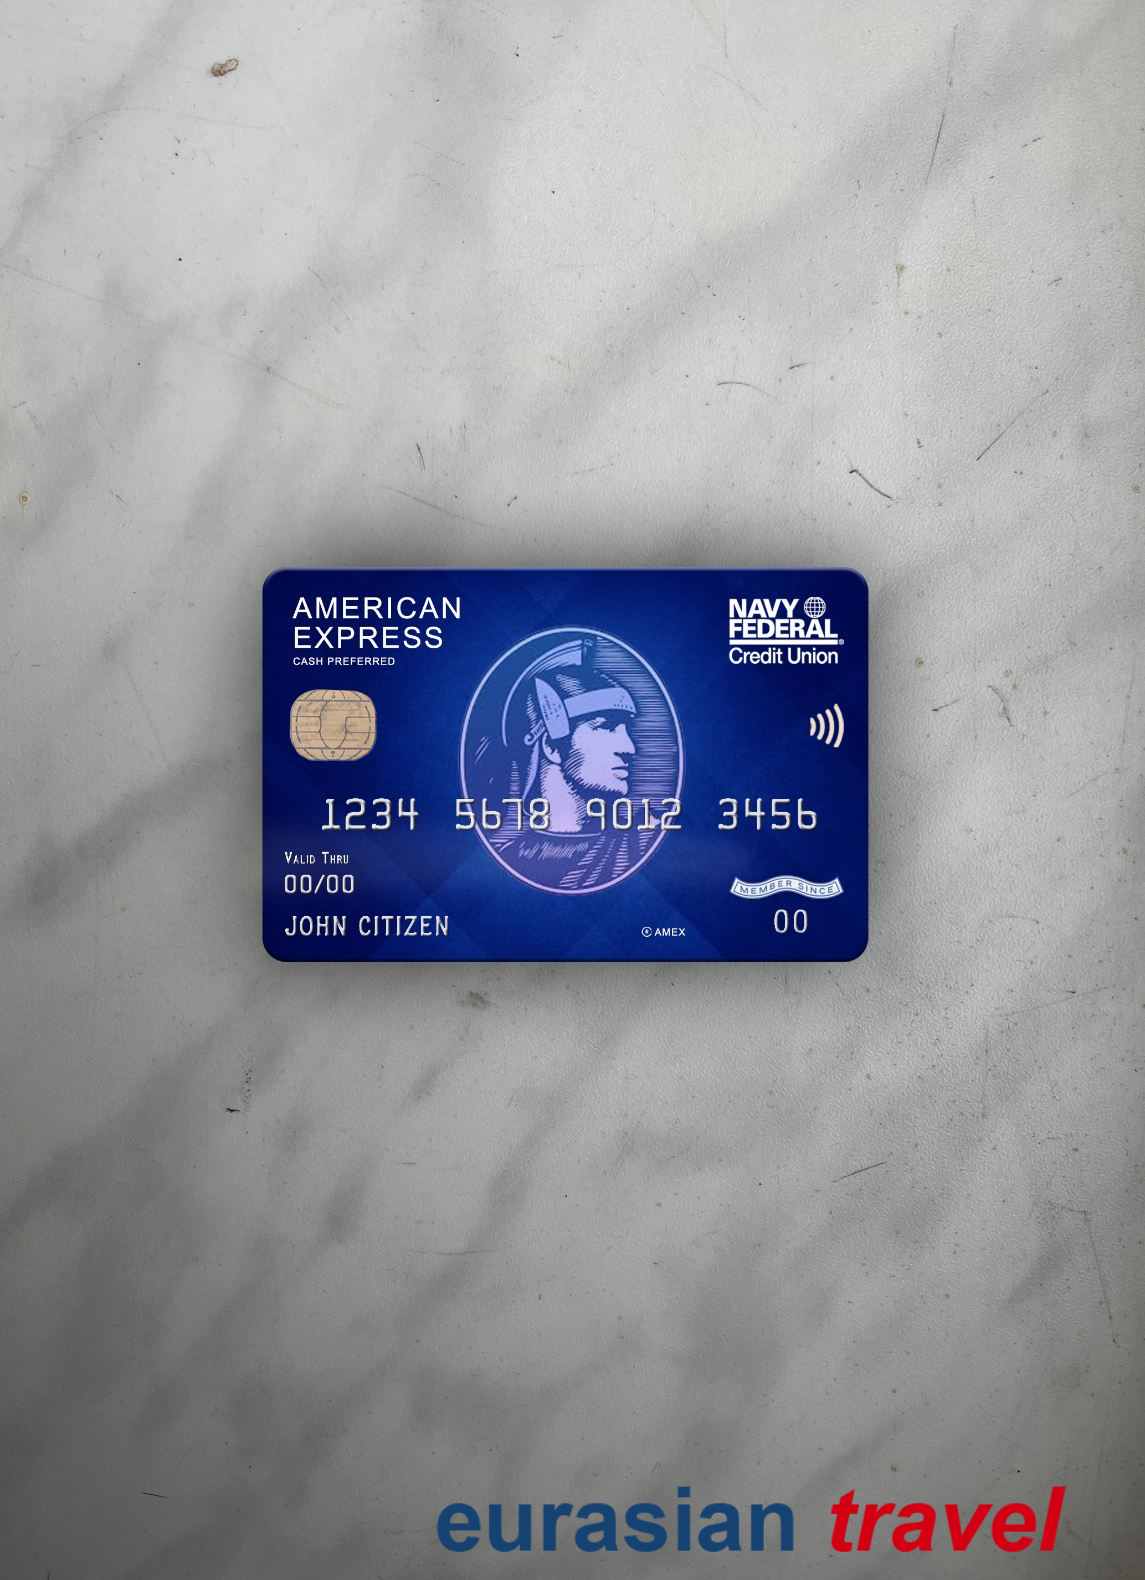 AMERICAN
EXPRESS
CASH PREFERRED
NAVY
FEDERAL®
Credit Union
1234 5678 9012 3456
VALID THRU
00/00
MEMBER SINCE
JOHN CITIZEN
00
© AMEX
eurasian travel